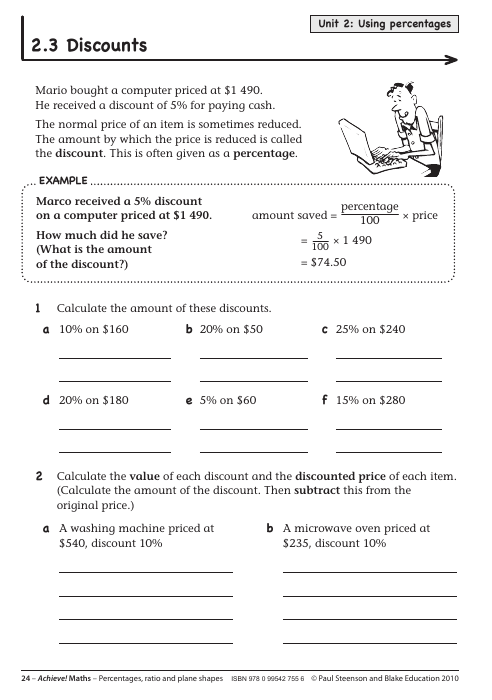 Unit 2: Using percentages
2.3 Discounts
Mario bought a computer priced at $1 490.
He received a discount of 5% for paying cash.
The normal price of an item is sometimes reduced.
The amount by which the price is reduced is called
the discount. This is often given as a percentage.
EXAMPLE
Marco received a 5% discount
on a computer priced at $1 490.
How much did he save?
(What is the amount
of the discount?)
amount saved = percentage/100 × price
= 5/100 × 1 490
= $74.50
1 Calculate the amount of these discounts.
a 10% on $160 b 20% on $50 c 25% on $240
d 20% on $180 e 5% on $60 f 15% on $280
2 Calculate the value of each discount and the discounted price of each item.
(Calculate the amount of the discount. Then subtract this from the
original price.)
a A washing machine priced at
$540, discount 10%
b A microwave oven priced at
$235, discount 10%
24 – Achieve! Maths – Percentages, ratio and plane shapes ISBN 978 0 99542 755 6 © Paul Steenson and Blake Education 2010